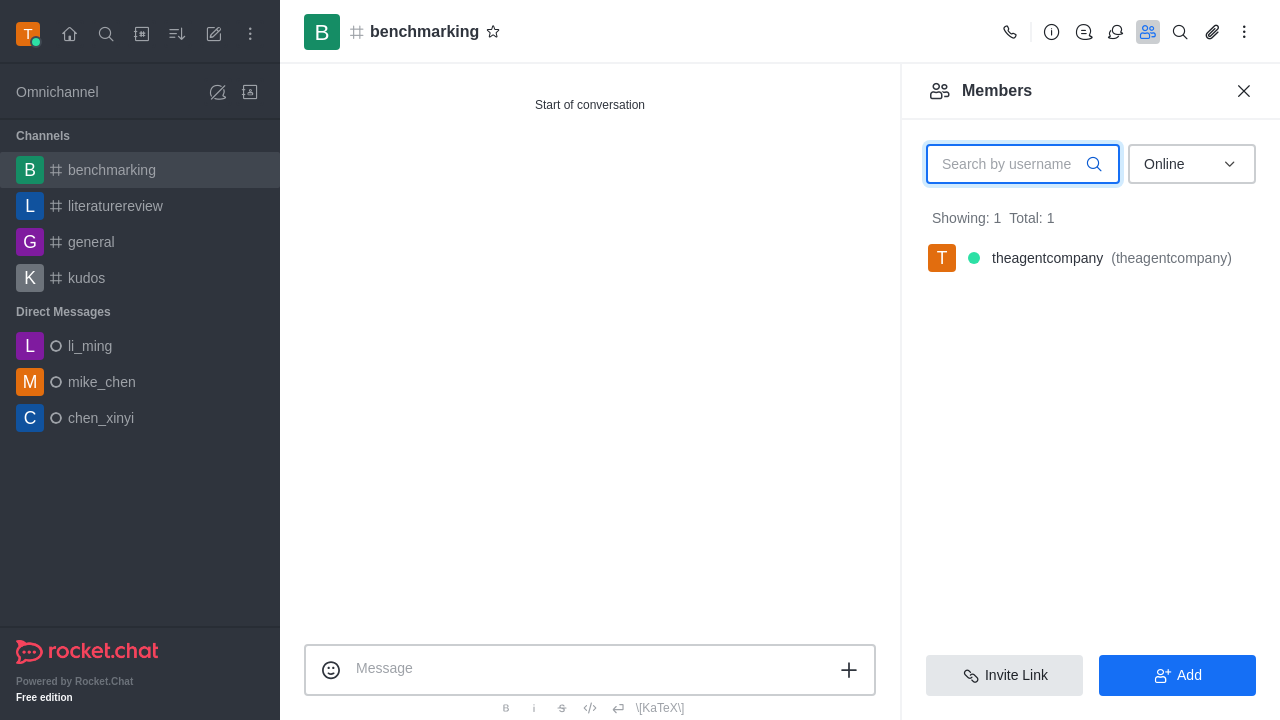 T
Omnichannel
Channels
B benchmarking
L literaturereview
G general
K kudos
Direct Messages
L li_ming
M mike_chen
C chen_xinyi
rocket.chat
Powered by Rocket.Chat
Free edition
B benchmarking
Start of conversation
Message
B i S \[KaTeX\]
Members
Search by username
Online
Showing: 1 Total: 1
T theagentcompany (theagentcompany)
Invite Link
Add